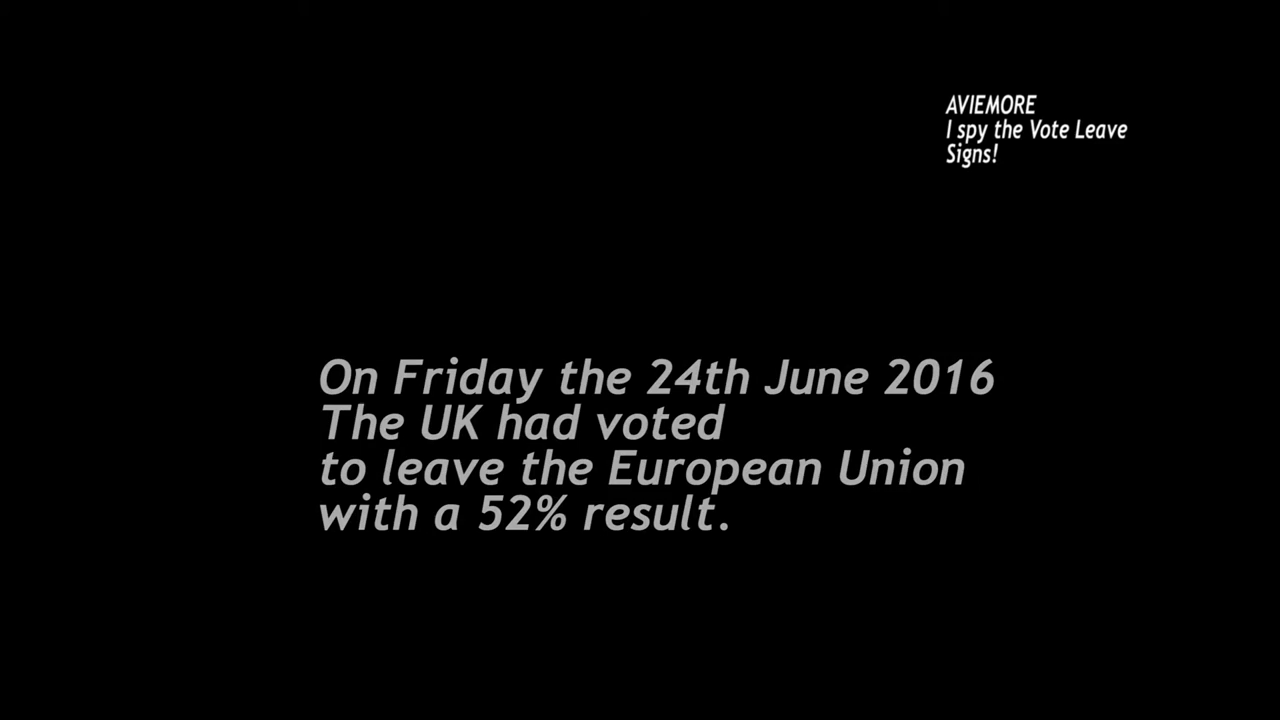 AVIEMORE
I spy the Vote Leave
Signs!
On Friday the 24th June 2016
The UK had voted
to leave the European Union
with a 52% result.